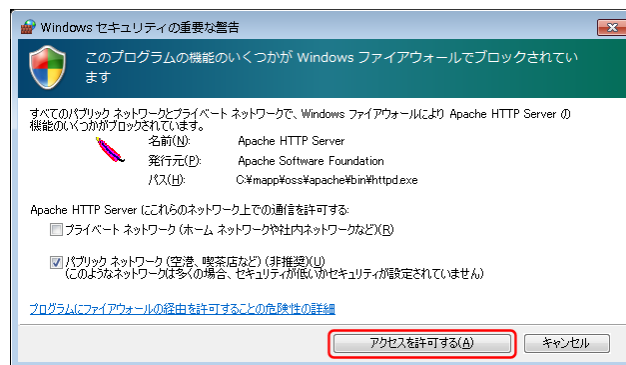 Windows セキュリティの重要な警告
このプログラムの機能のいくつかが Windows ファイアウォールでブロックされてい
ます
すべてのパブリック ネットワークとプライベート ネットワークで、Windows ファイアウォールにより Apache HTTP Server の
機能のいくつかがブロックされています。
名前(N): Apache HTTP Server
発行元(P): Apache Software Foundation
パス(H): C:¥mapp¥oss¥apache¥bin¥httpd.exe
Apache HTTP Server にこれらのネットワーク上での通信を許可する:
プライベート ネットワーク (ホーム ネットワークや社内ネットワークなど)(R)
パブリック ネットワーク (空港、喫茶店など) (非推奨)(U)
(このようなネットワークは多くの場合、セキュリティが低いかセキュリティが設定されていません)
プログラムにファイアウォールの経由を許可することの危険性の詳細
アクセスを許可する(A) キャンセル